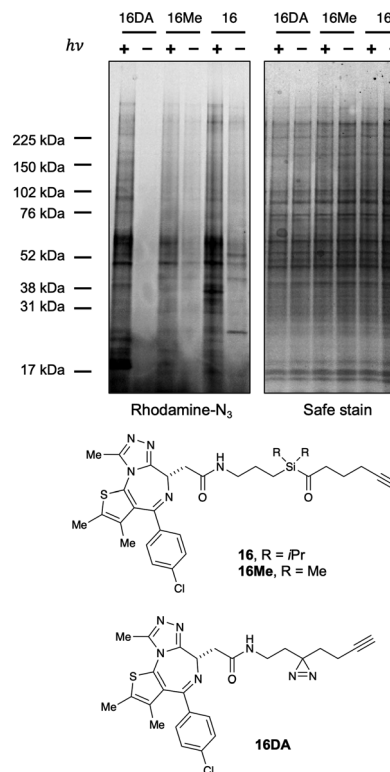 16DA 16Me 16 16DA 16Me 16
hν + − + − + − + − + − + −
225 kDa
150 kDa
102 kDa
76 kDa
52 kDa
38 kDa
31 kDa
17 kDa
Rhodamine-N₃ Safe stain
N-N
Me N
S N
Me Me
Cl
H
N
O
R R
Si
O
16, R = iPr
16Me, R = Me
N-N
Me N
S N
Me Me
Cl
H
N
O
N=N
16DA